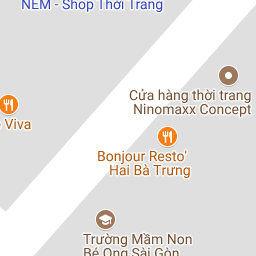 NEM - Shop Thời Trang
Cửa hàng thời trang
Ninomaxx Concept
Viva
Bonjour Resto'
Hai Bà Trưng
Trường Mầm Non
Bé Ong Sài Gòn